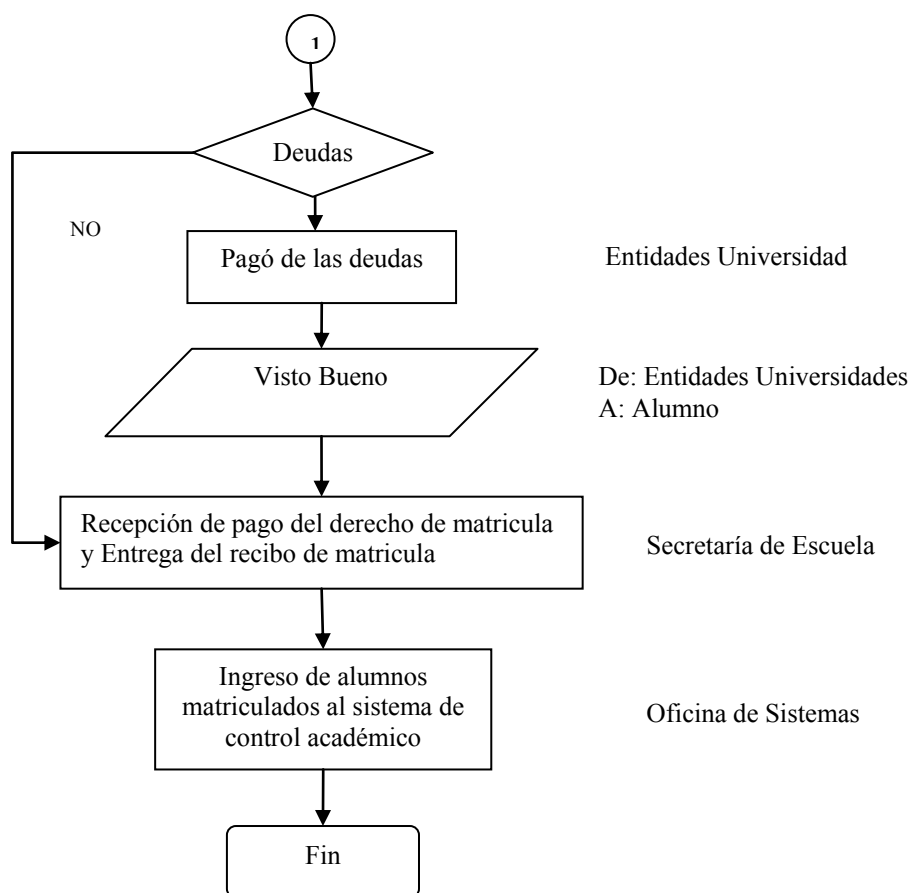 1
Deudas
NO
Pagó de las deudas
Entidades Universidad
Visto Bueno
De: Entidades Universidades
A: Alumno
Recepción de pago del derecho de matricula
y Entrega del recibo de matricula
Secretaría de Escuela
Ingreso de alumnos
matriculados al sistema de
control académico
Oficina de Sistemas
Fin